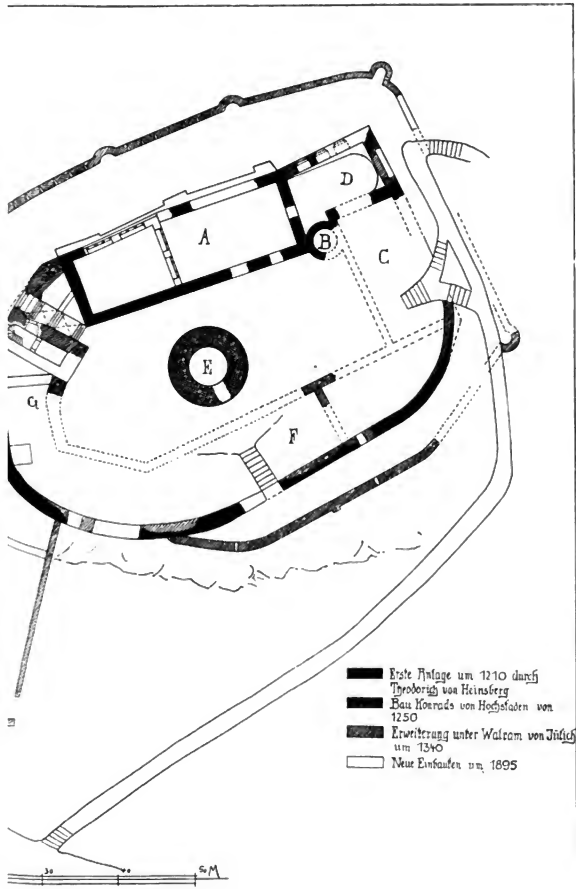 D
A
B
C
E
G
F
Erste Anlage um 1210 durch
Theodorich von Heinsberg
Bau Konrads von Hochstaden von
1250
Erweiterung unter Walram von Jülich
um 1340
Neue Einbauten um 1895
30 40 50 M